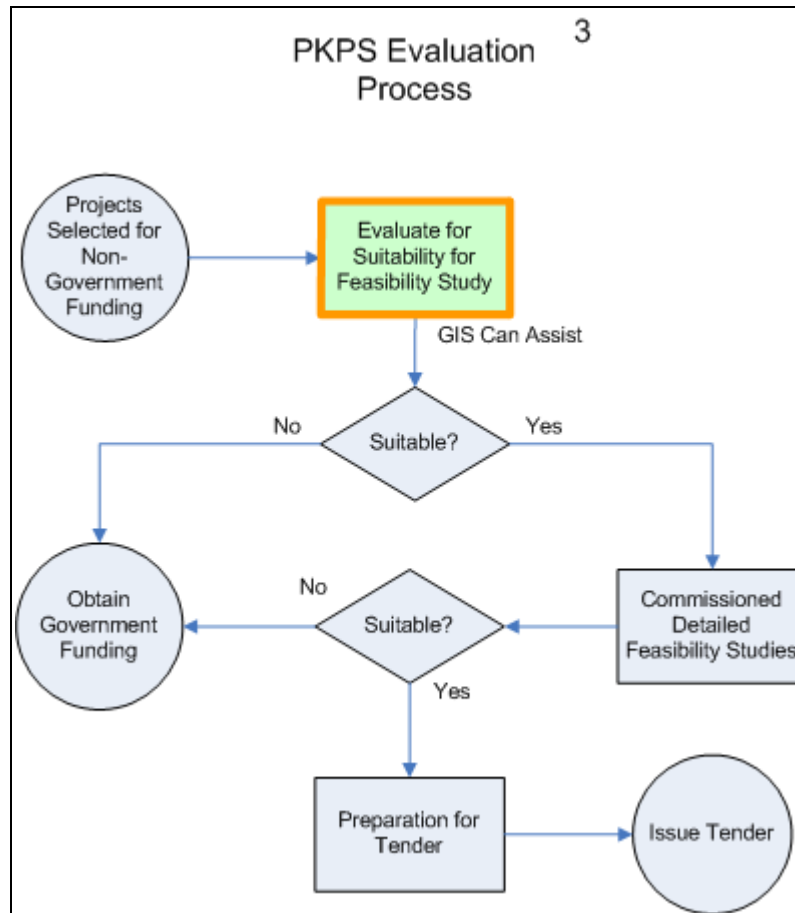 PKPS Evaluation
Process
3
Projects
Selected for
Non-
Government
Funding
Evaluate for
Suitability for
Feasibility Study
GIS Can Assist
No
Suitable?
Yes
Obtain
Government
Funding
No
Suitable?
Commissioned
Detailed
Feasibility Studies
Yes
Preparation for
Tender
Issue Tender